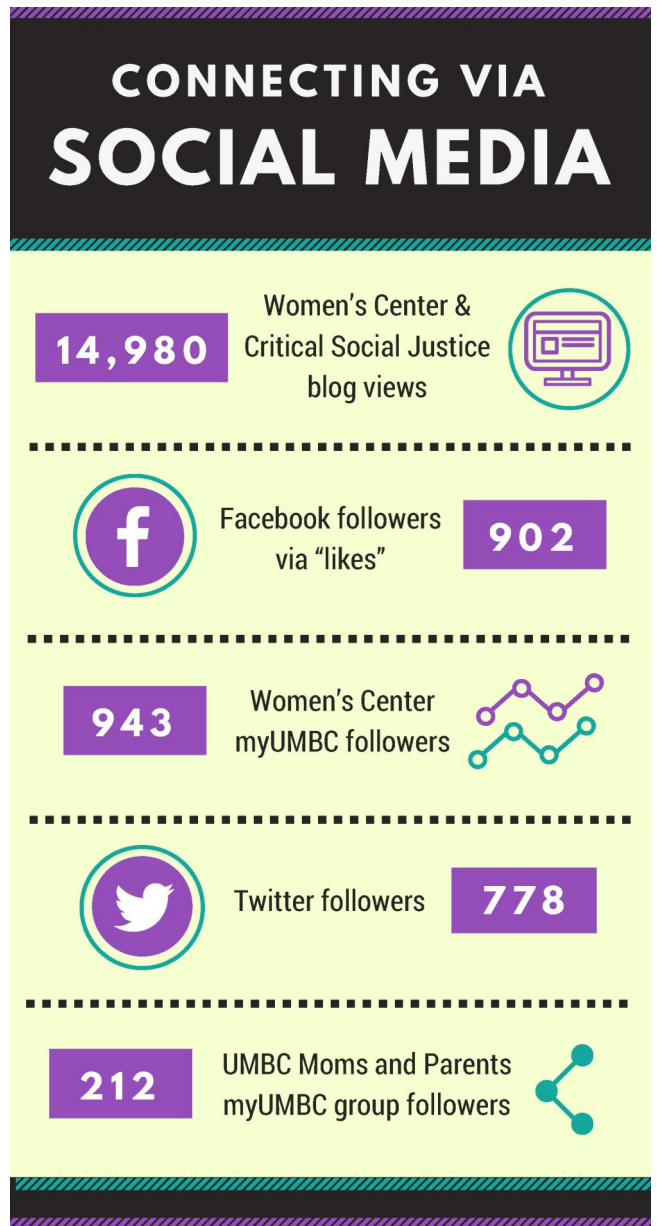 CONNECTING VIA
SOCIAL MEDIA
14,980
Women's Center &
Critical Social Justice
blog views
Facebook followers
via “likes”
902
943
Women's Center
myUMBC followers
Twitter followers
778
212
UMBC Moms and Parents
myUMBC group followers